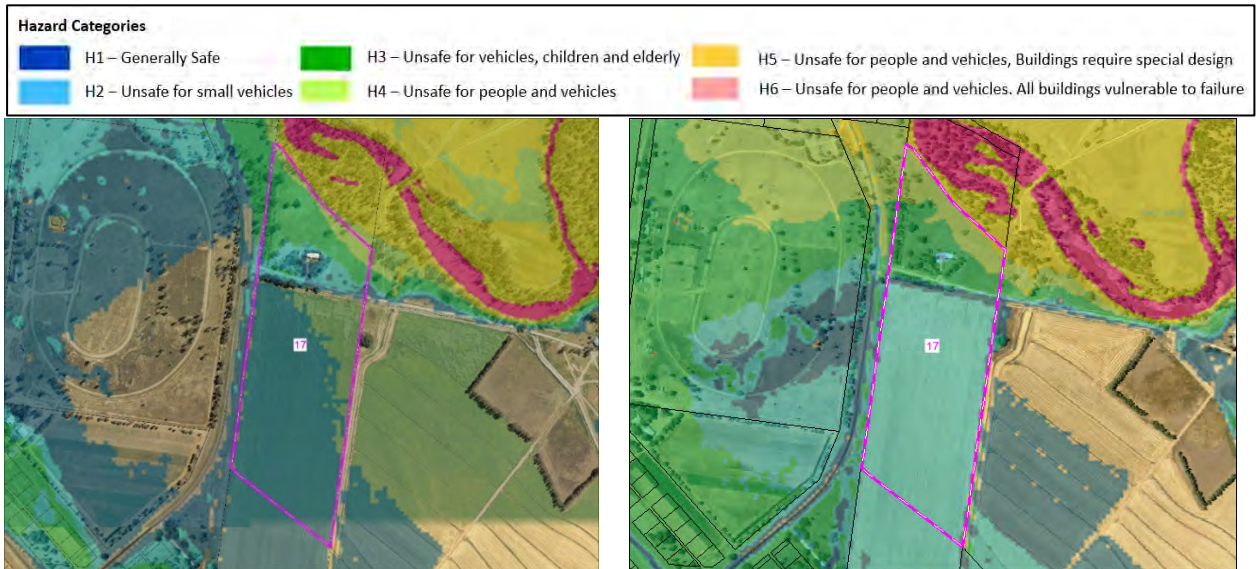 Hazard Categories
H1 – Generally Safe
H3 – Unsafe for vehicles, children and elderly
H5 – Unsafe for people and vehicles, Buildings require special design
H2 – Unsafe for small vehicles
H4 – Unsafe for people and vehicles
H6 – Unsafe for people and vehicles. All buildings vulnerable to failure
17
17